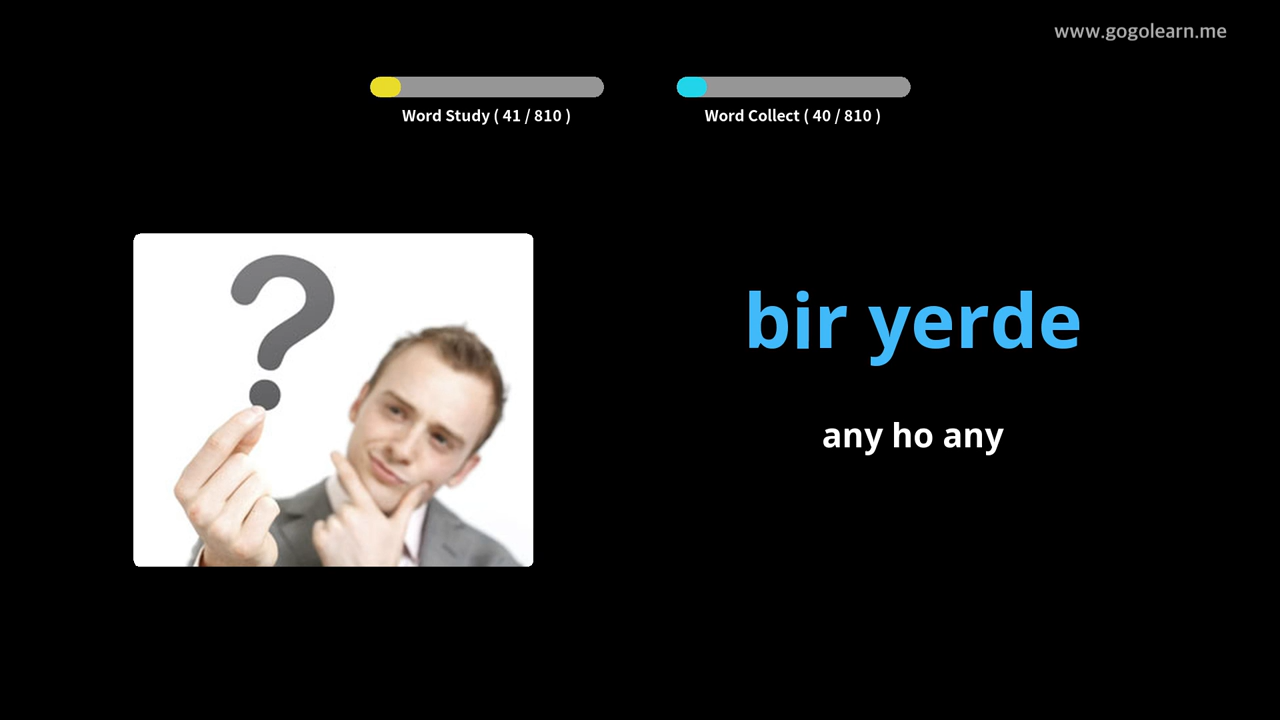 www.gogolearn.me
Word Study ( 41 / 810 )
Word Collect ( 40 / 810 )
bir yerde
any ho any